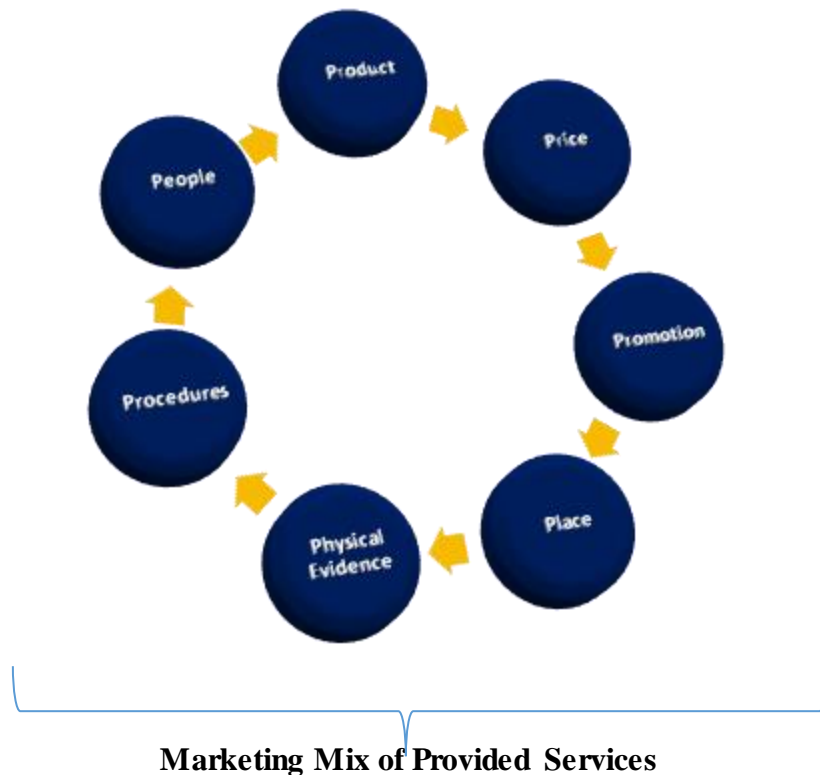 Product
Price
Promotion
Place
Physical
Evidence
Procedures
People
Marketing Mix of Provided Services